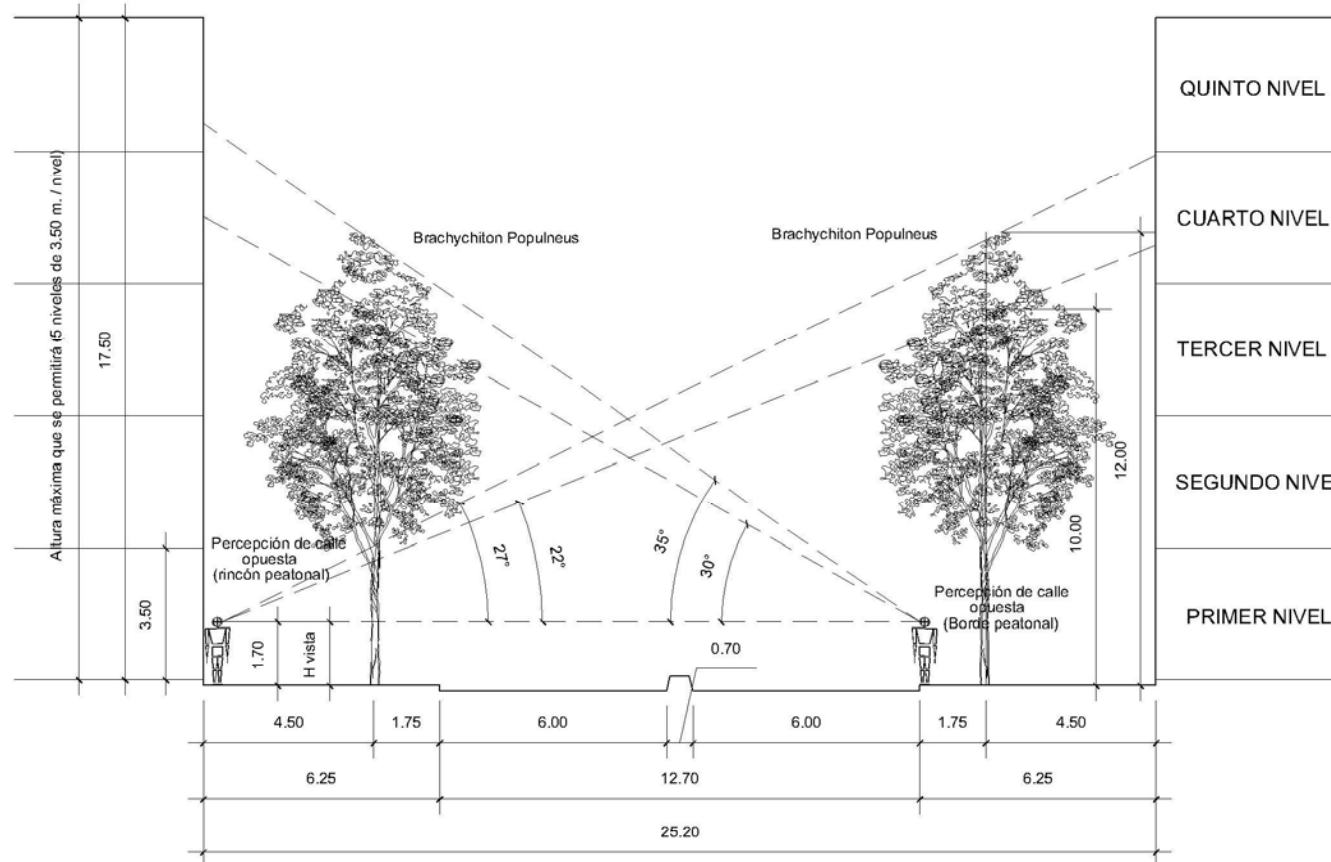 Altura máxima que se permitirá (5 niveles de 3.50 m. / nivel)
17.50
3.50
QUINTO NIVEL
CUARTO NIVEL
TERCER NIVEL
SEGUNDO NIVE
PRIMER NIVEL
Brachychiton Populneus
Brachychiton Populneus
Percepción de calle
opuesta
(rincón peatonal)
27°
22°
35°
30°
Percepción de calle
opuesta
(Borde peatonal)
10.00
12.00
1.70
H vista
0.70
4.50
1.75
6.00
6.00
1.75
4.50
6.25
12.70
6.25
25.20